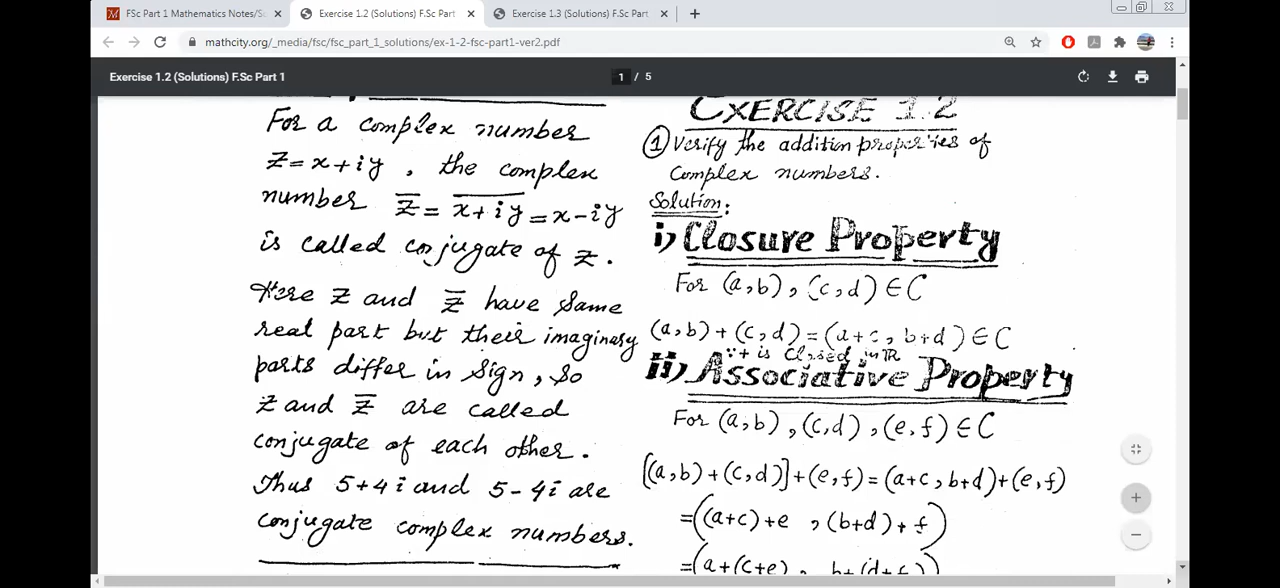 FSc Part 1 Mathematics Notes/So
Exercise 1.2 (Solutions) F.Sc Part
Exercise 1.3 (Solutions) F.Sc Part
mathcity.org/_media/fsc/fsc_part_1_solutions/ex-1-2-fsc-part1-ver2.pdf
Exercise 1.2 (Solutions) F.Sc Part 1
1 / 5
For a complex number
z = x + iy , the complex
number z̅ = \overline{x + iy} = x - iy
is called conjugate of z.
Here z and z̅ have same
real part but their imaginary
parts differ in sign, so
z and z̅ are called
conjugate of each other.
Thus 5+4i and 5-4i are
conjugate complex numbers.
EXERCISE 1.2
① Verify the addition properties of
complex numbers.
Solution:
i) Closure Property
For (a,b), (c,d) ∈ C
(a,b) + (c,d) = (a+c, b+d) ∈ C
∵ + is closed in ℝ
ii) Associative Property
For (a,b), (c,d), (e,f) ∈ C
[(a,b)+(c,d)]+(e,f) = (a+c, b+d)+(e,f)
=((a+c)+e , (b+d)+f)
=(a+(c+e), b+(d+f))